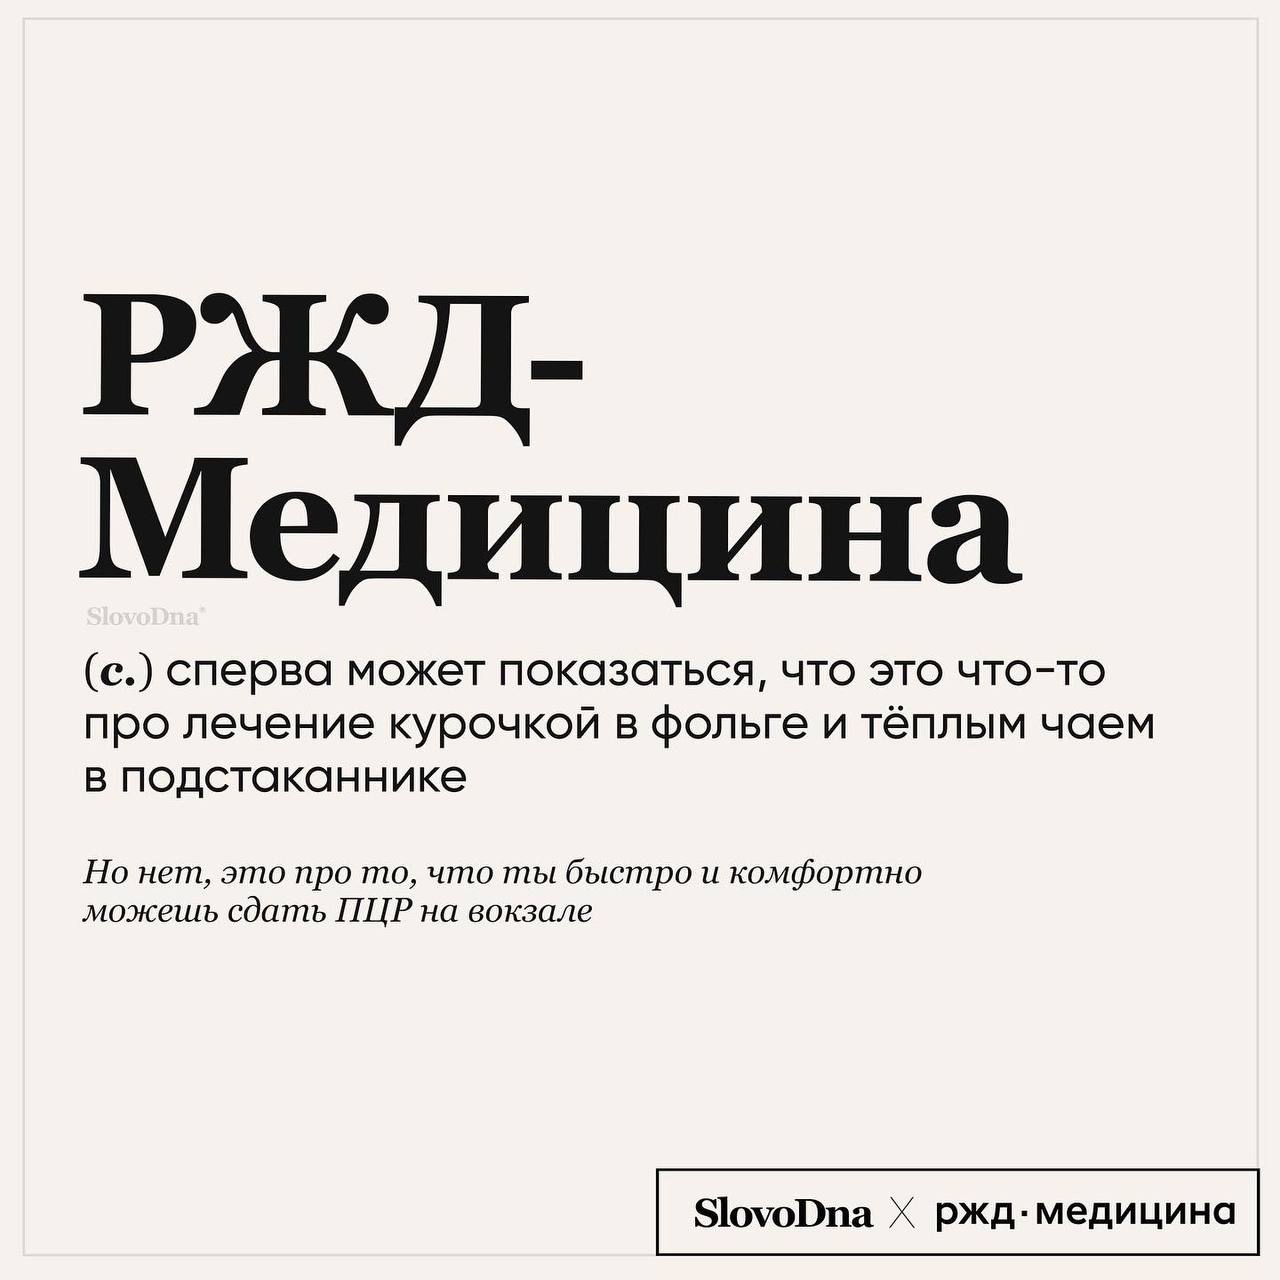 РЖД-
Медицина
SlovoDna®
(с.) сперва может показаться, что это что-то
про лечение курочкой в фольге и тёплым чаем
в подстаканнике
Но нет, это про то, что ты быстро и комфортно
можешь сдать ПЦР на вокзале
SlovoDna X ржд·медицина